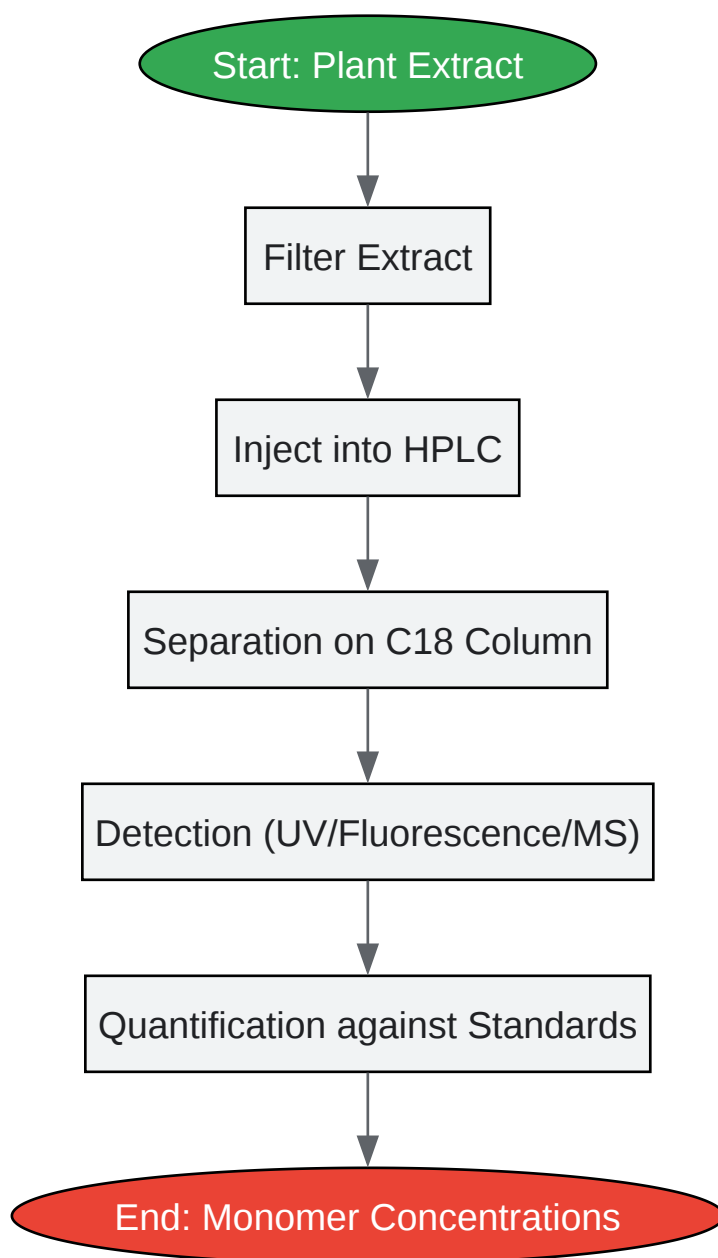 Start: Plant Extract
Filter Extract
Inject into HPLC
Separation on C18 Column
Detection (UV/Fluorescence/MS)
Quantification against Standards
End: Monomer Concentrations